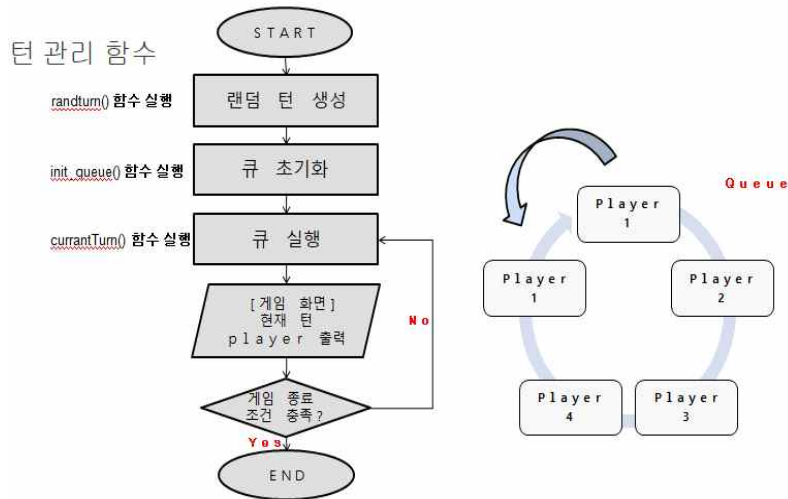 턴 관리 함수
START
randturn() 함수 실행
랜덤 턴 생성
init_queue() 함수 실행
큐 초기화
currantTurn() 함수 실행
큐 실행
[게임 화면]
현재 턴
player 출력
No
게임 종료
조건 충족?
Yes
END
Queue
Player
1
Player
2
Player
3
Player
4
Player
1